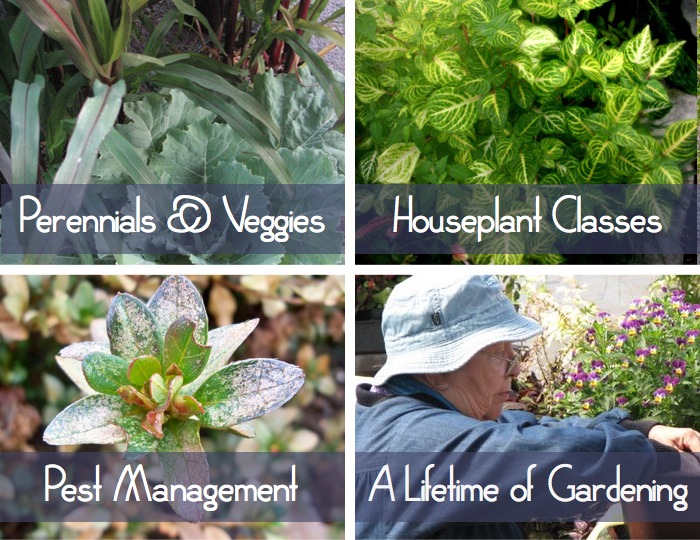 Perennials & Veggies
Houseplant Classes
Pest Management
A Lifetime of Gardening